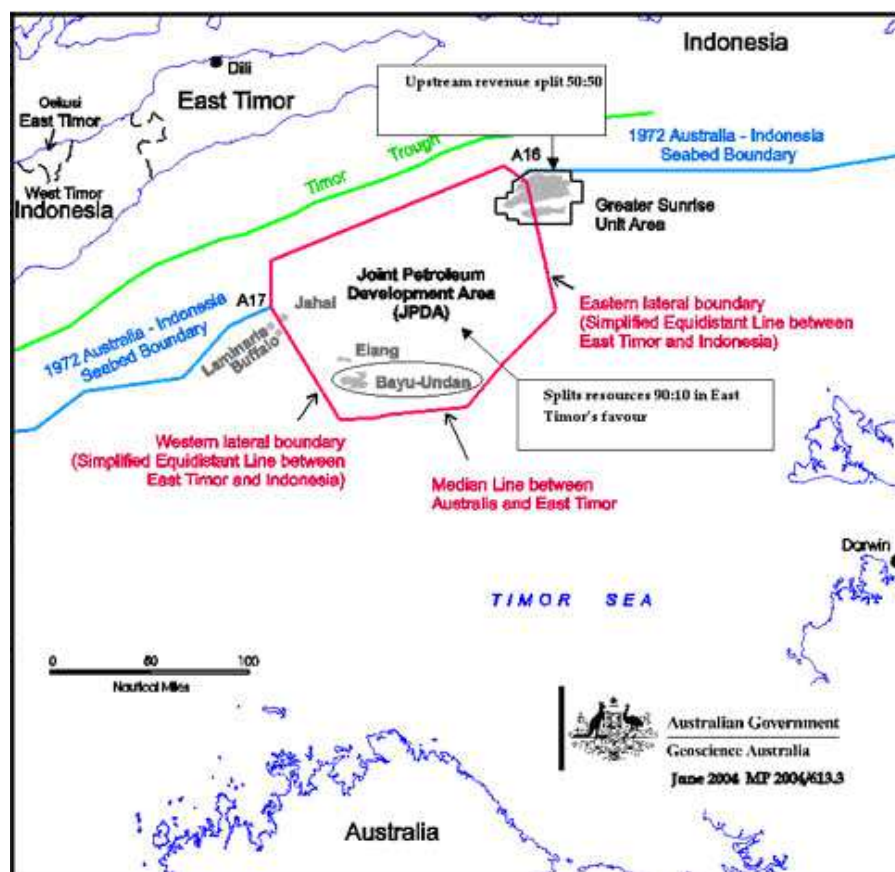 Indonesia
Dili
East Timor
Oekusi
East Timor
West Timor
Indonesia
Upstream revenue split 50:50
Timor Trough
A16
1972 Australia - Indonesia
Seabed Boundary
Greater Sunrise
Unit Area
A17
Joint Petroleum
Development Area
(JPDA)
Jahal
Laminaria
Buffalo
Elang
Bayu-Undan
1972 Australia - Indonesia
Seabed Boundary
Eastern lateral boundary
(Simplified Equidistant Line between
East Timor and Indonesia)
Splits resources 90:10 in East
Timor's favour
Western lateral boundary
(Simplified Equidistant Line between
East Timor and Indonesia)
Median Line between
Australia and East Timor
Darwin
TIMOR SEA
0 50 100
Nautical Miles
Australian Government
Geoscience Australia
June 2004 MP 2004/613.3
Australia